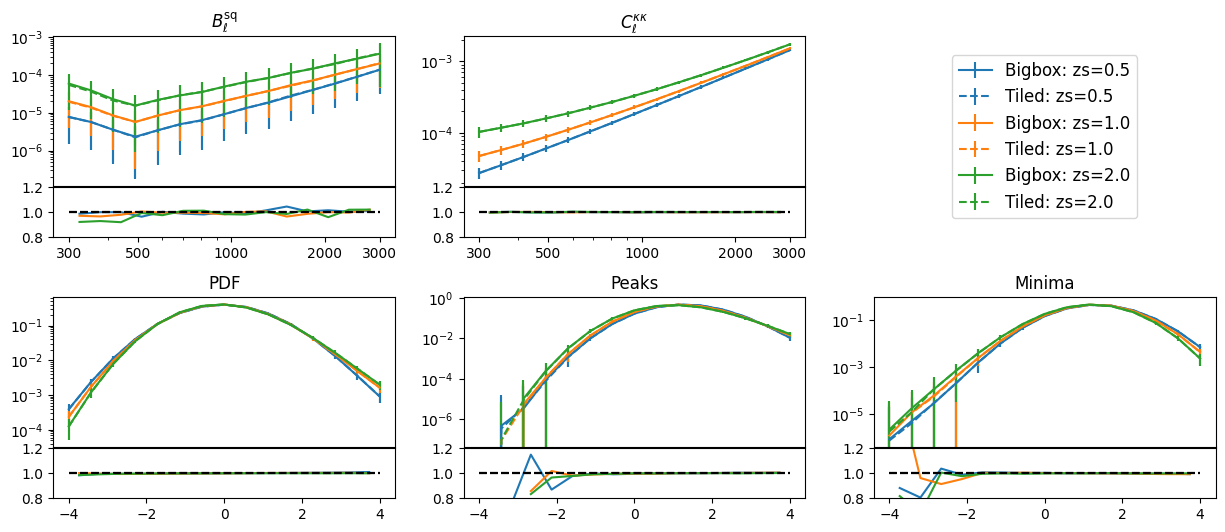 B_ℓ^sq
10^−3
10^−4
10^−5
10^−6
1.2
1.0
0.8
300 500 1000 2000 3000
C_ℓ^κκ
10^−3
10^−4
1.2
1.0
0.8
300 500 1000 2000 3000
Bigbox: zs=0.5
Tiled: zs=0.5
Bigbox: zs=1.0
Tiled: zs=1.0
Bigbox: zs=2.0
Tiled: zs=2.0
PDF
10^−1
10^−2
10^−3
10^−4
1.2
1.0
0.8
−4 −2 0 2 4
Peaks
10^0
10^−2
10^−4
10^−6
1.2
1.0
0.8
−4 −2 0 2 4
Minima
10^−1
10^−3
10^−5
1.2
1.0
0.8
−4 −2 0 2 4